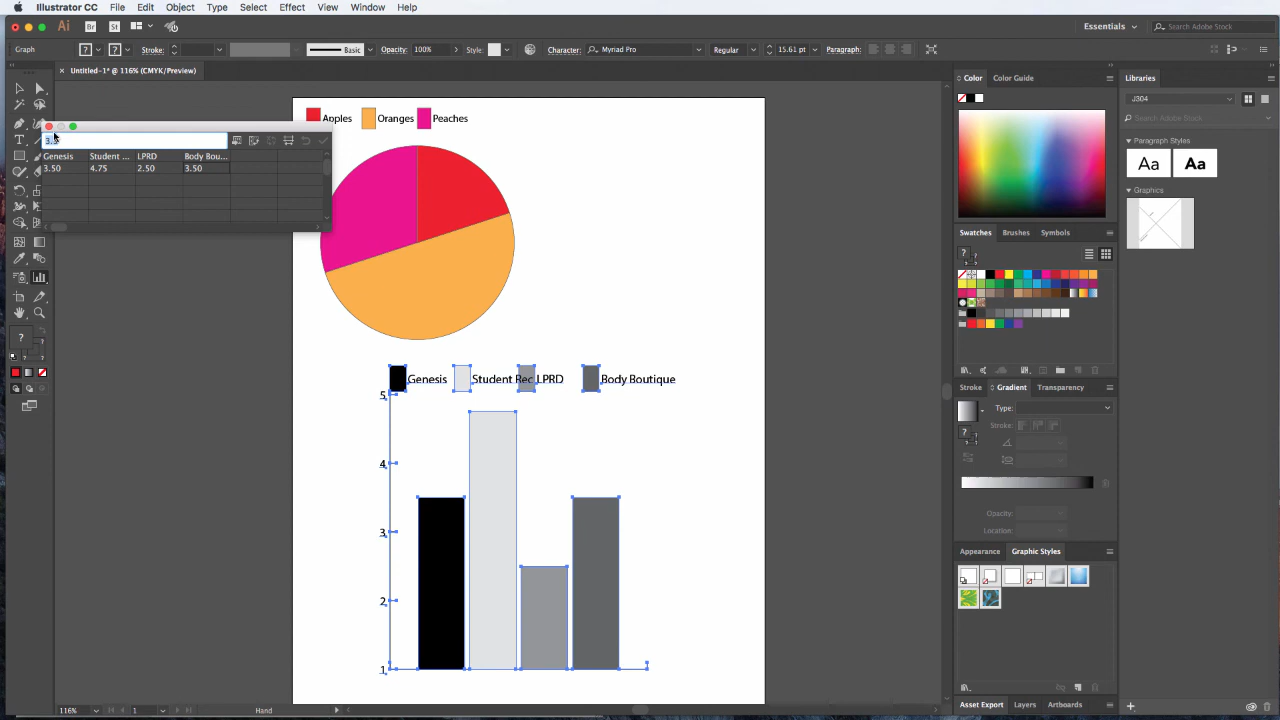 Illustrator CC File Edit Object Type Select Effect View Window Help
Ai Br St Essentials Search Adobe Stock
Graph ? ? Stroke: Basic Opacity: 100% Style: Character: Myriad Pro Regular 15.61 pt Paragraph:
× Untitled-1* @ 116% (CMYK/Preview)
Color Color Guide Libraries
JS04
Search Adobe Stock
Paragraph Styles
Aa Aa
Graphics
Apples Oranges Peaches
Genesis Student ... LPRD Body Bou...
3.50 4.75 2.50 3.50
Swatches Brushes Symbols
?
?
Stroke Gradient Transparency
Type:
Stroke:
?
Opacity:
Location:
Appearance Graphic Styles
Genesis Student Rec LPRD Body Boutique
5
4
3
2
1
116% 1 Hand
Asset Export Layers Artboards